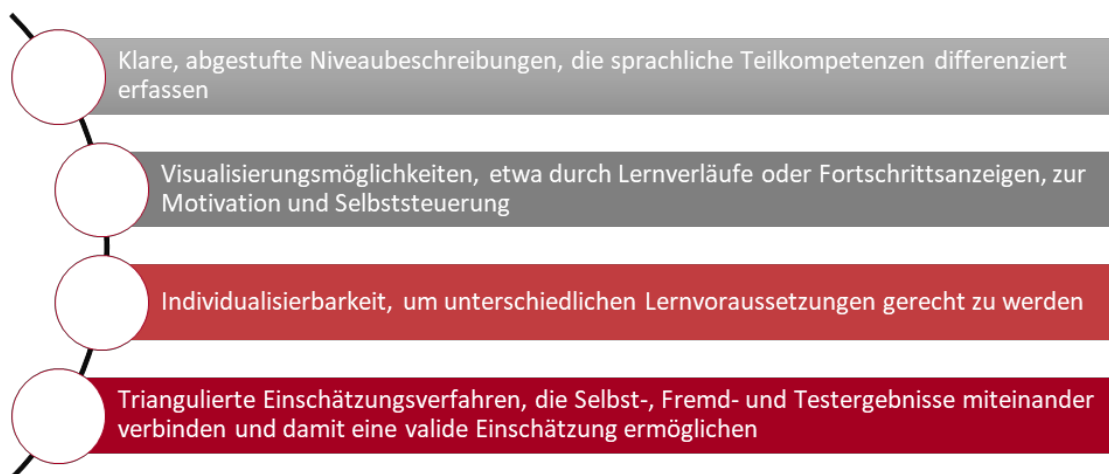 Klare, abgestufte Niveaubeschreibungen, die sprachliche Teilkompetenzen differenziert
erfassen
Visualisierungsmöglichkeiten, etwa durch Lernverläufe oder Fortschrittsanzeigen, zur
Motivation und Selbststeuerung
Individualisierbarkeit, um unterschiedlichen Lernvoraussetzungen gerecht zu werden
Triangulierte Einschätzungsverfahren, die Selbst-, Fremd- und Testergebnisse miteinander
verbinden und damit eine valide Einschätzung ermöglichen